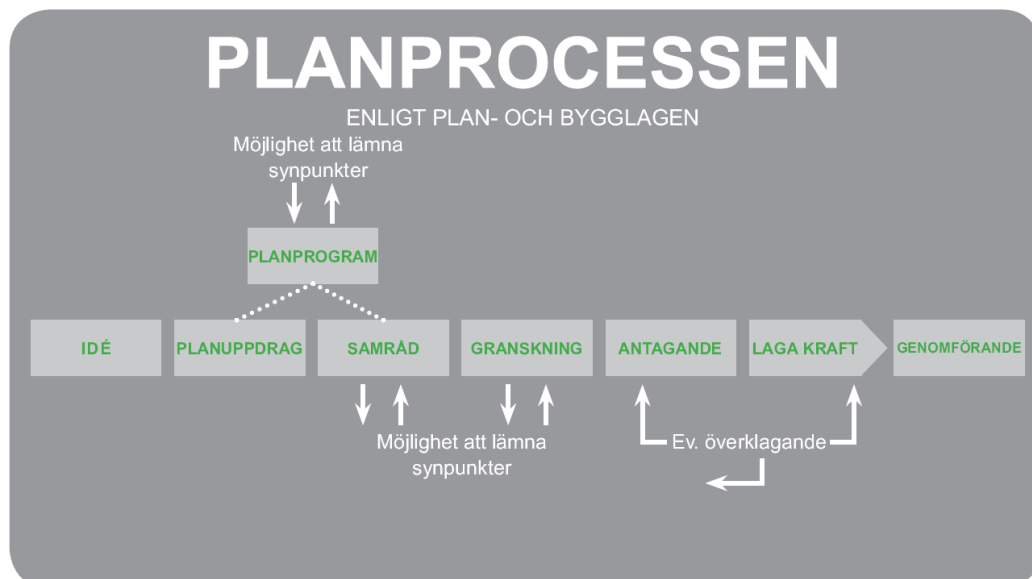 PLANPROCESSEN
ENLIGT PLAN- OCH BYGGLAGEN
Möjlighet att lämna
synpunkter
PLANPROGRAM
IDÉ
PLANUPPDRAG
SAMRÅD
GRANSKNING
ANTAGANDE
LAGA KRAFT
GENOMFÖRANDE
Möjlighet att lämna
synpunkter
Ev. överklagande